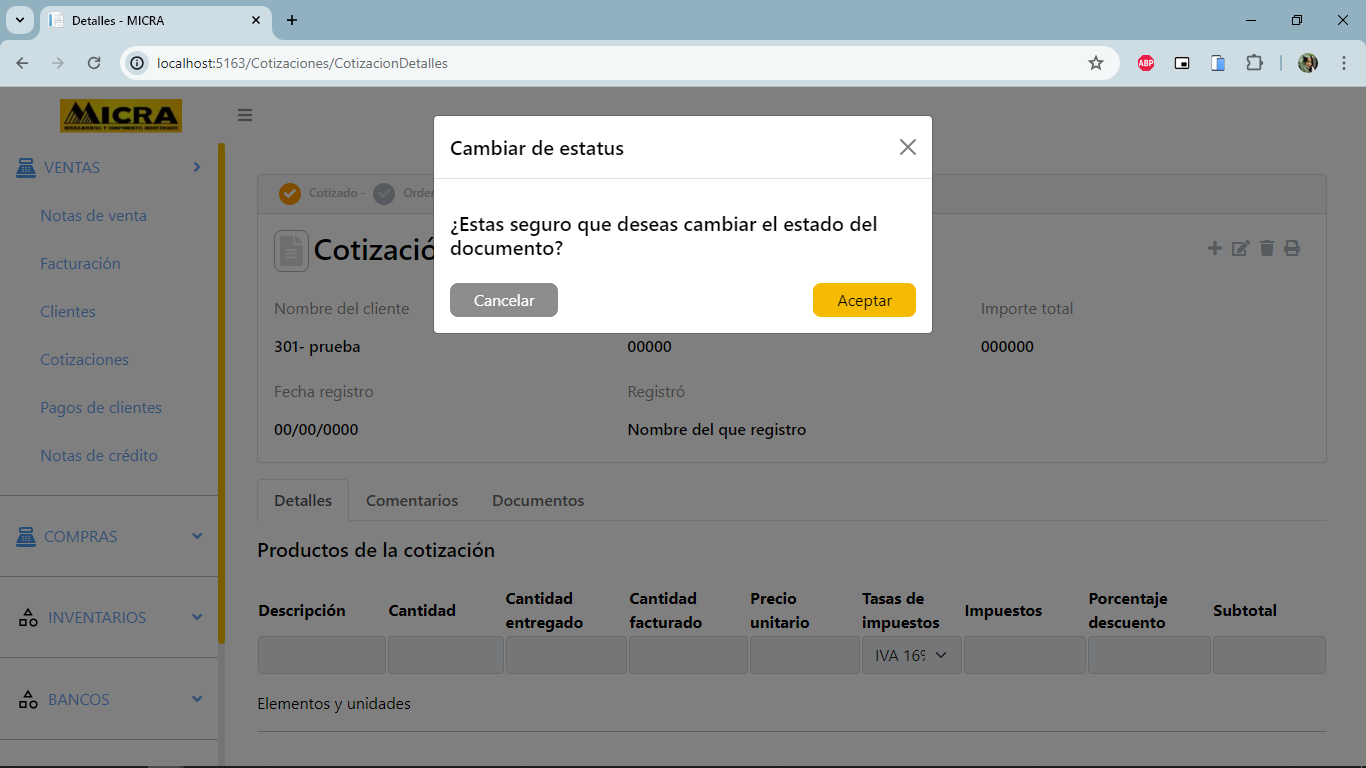 Detalles - MICRA
localhost:5163/Cotizaciones/CotizacionDetalles
ABP
MICRA
HERRAMIENTAS Y COMPONENTES INDUSTRIALES
VENTAS
Notas de venta
Facturación
Clientes
Cotizaciones
Pagos de clientes
Notas de crédito
COMPRAS
INVENTARIOS
BANCOS
Cambiar de estatus
¿Estas seguro que deseas cambiar el estado del
documento?
Cancelar
Aceptar
Cotizado -
Cotizació
Nombre del cliente
Importe total
301- prueba
00000
000000
Fecha registro
Registró
00/00/0000
Nombre del que registro
Detalles
Comentarios
Documentos
Productos de la cotización
Descripción
Cantidad
Cantidad
entregado
Cantidad
facturado
Precio
unitario
Tasas de
impuestos
Impuestos
Porcentaje
descuento
Subtotal
IVA 16%
Elementos y unidades